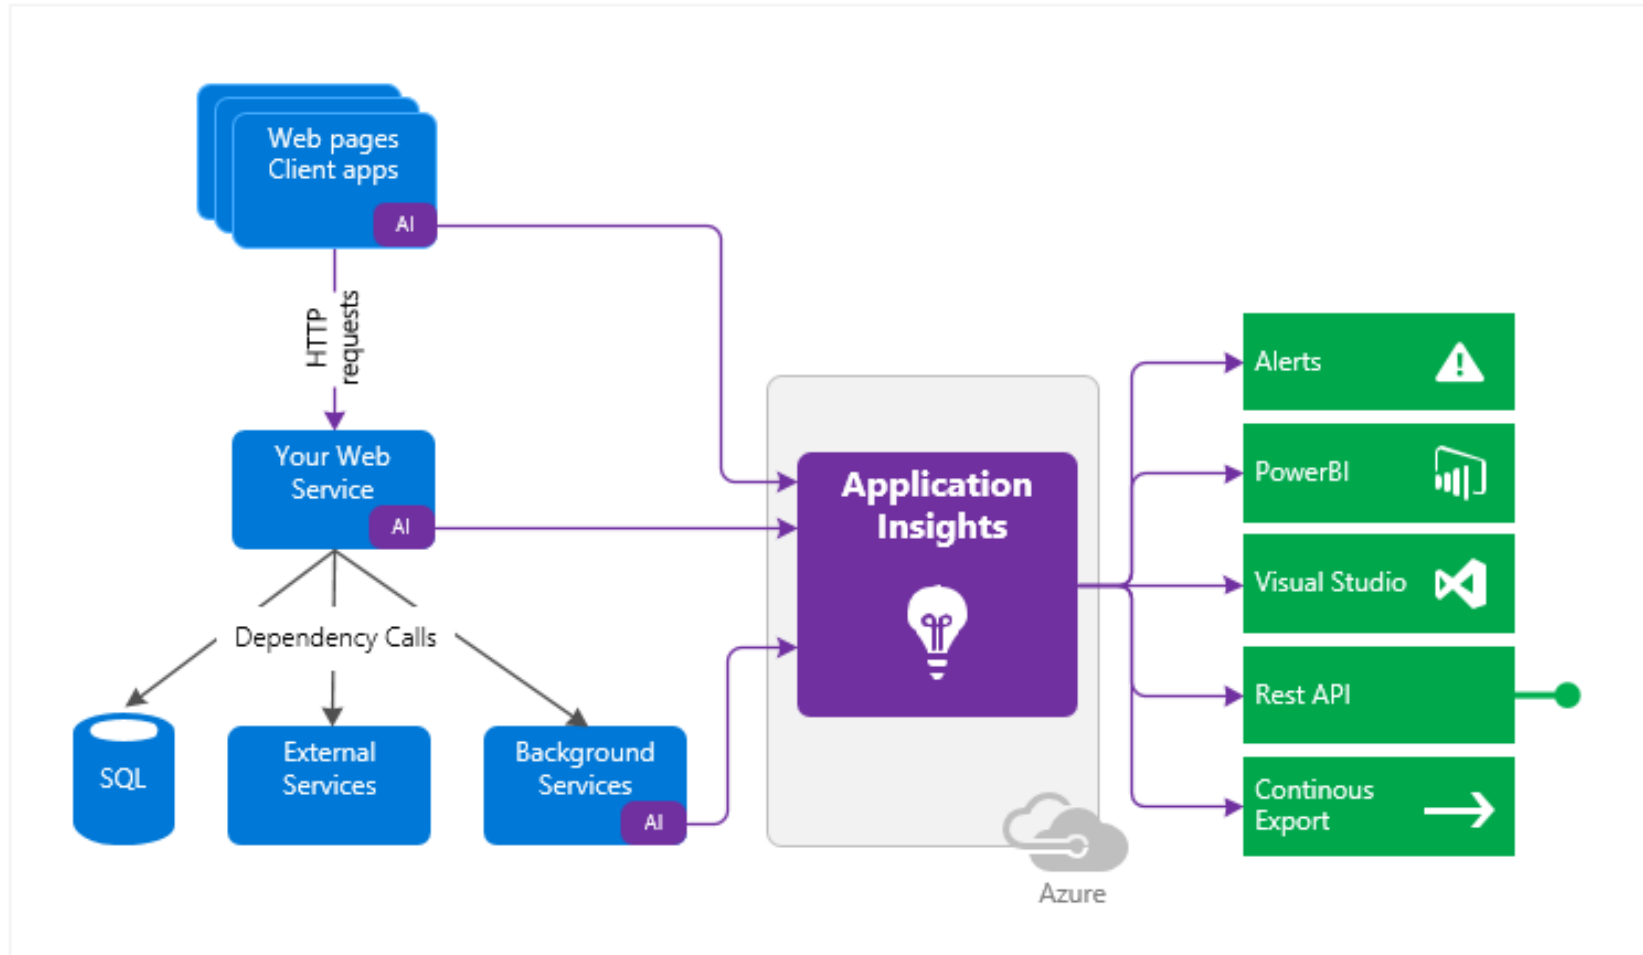 Web pages
Client apps
AI
HTTP
requests
Your Web
Service
AI
Dependency Calls
SQL
External
Services
Background
Services
AI
Application
Insights
Azure
Alerts
PowerBI
Visual Studio
Rest API
Continous
Export